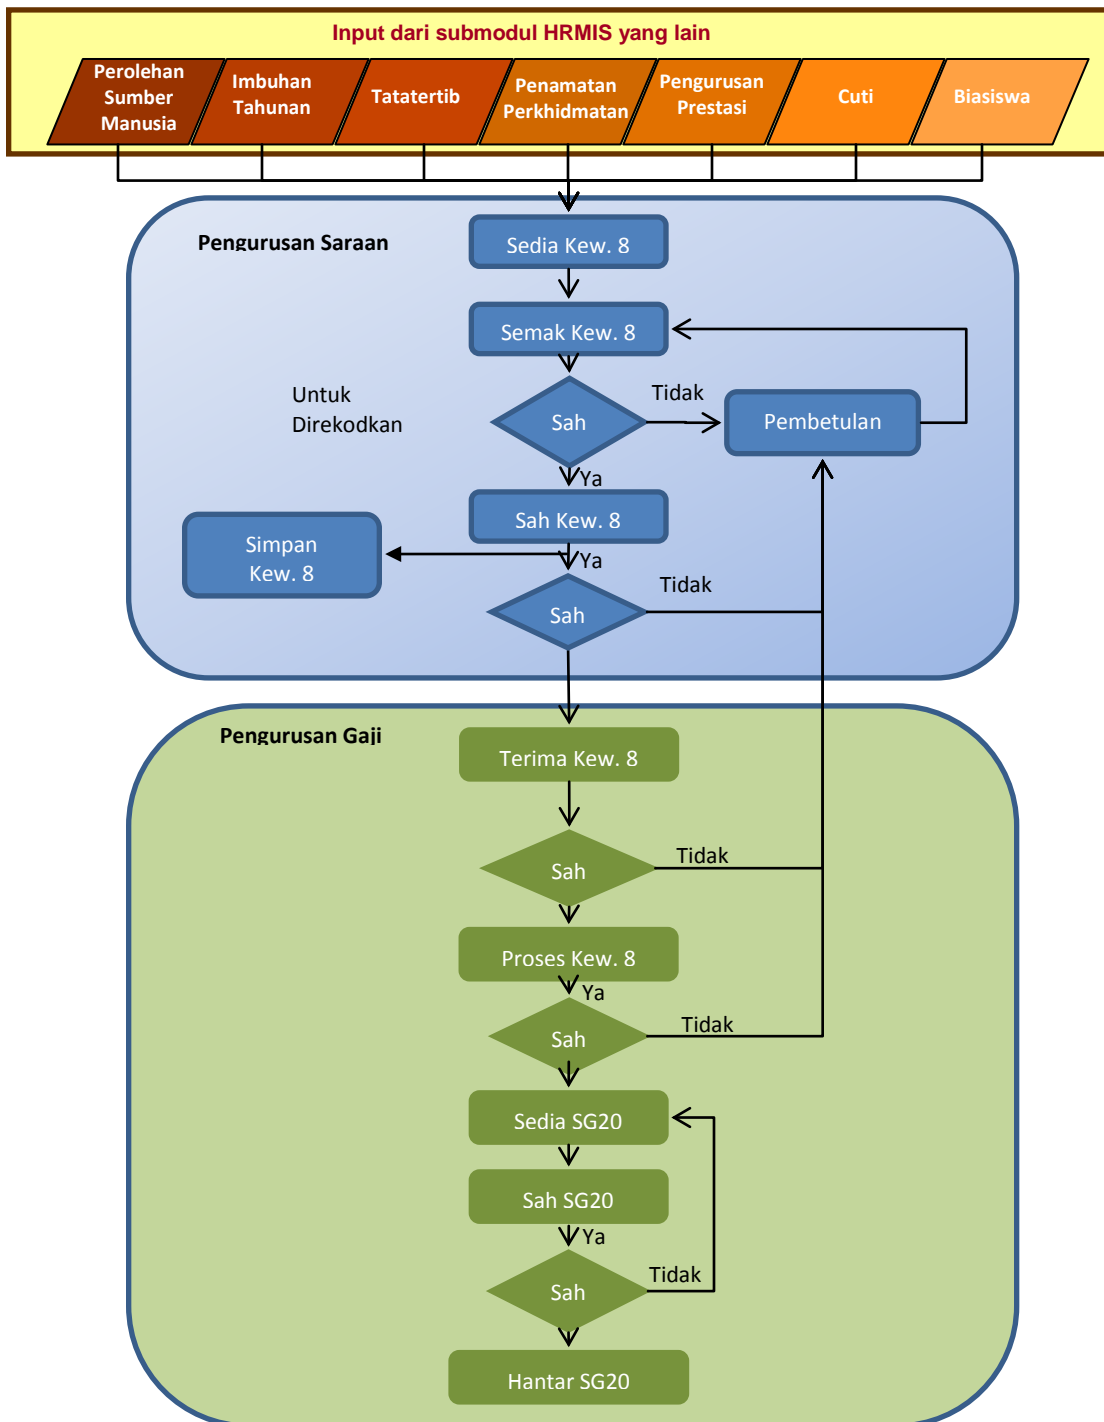 Input dari submodul HRMIS yang lain
Perolehan
Sumber
Manusia
Imbuhan
Tahunan
Tatatertib
Penamatan
Perkhidmatan
Pengurusan
Prestasi
Cuti
Biasiswa
Pengurusan Saraan
Sedia Kew. 8
Semak Kew. 8
Untuk
Direkodkan
Sah
Tidak
Pembetulan
Ya
Sah Kew. 8
Simpan
Kew. 8
Ya
Sah
Tidak
Pengurusan Gaji
Terima Kew. 8
Sah
Tidak
Proses Kew. 8
Ya
Sah
Tidak
Sedia SG20
Sah SG20
Ya
Sah
Tidak
Hantar SG20